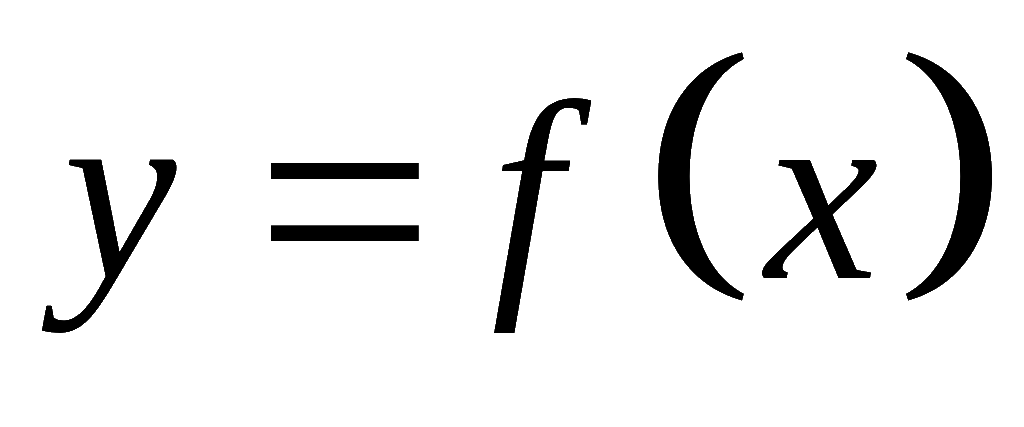 y = f (x)